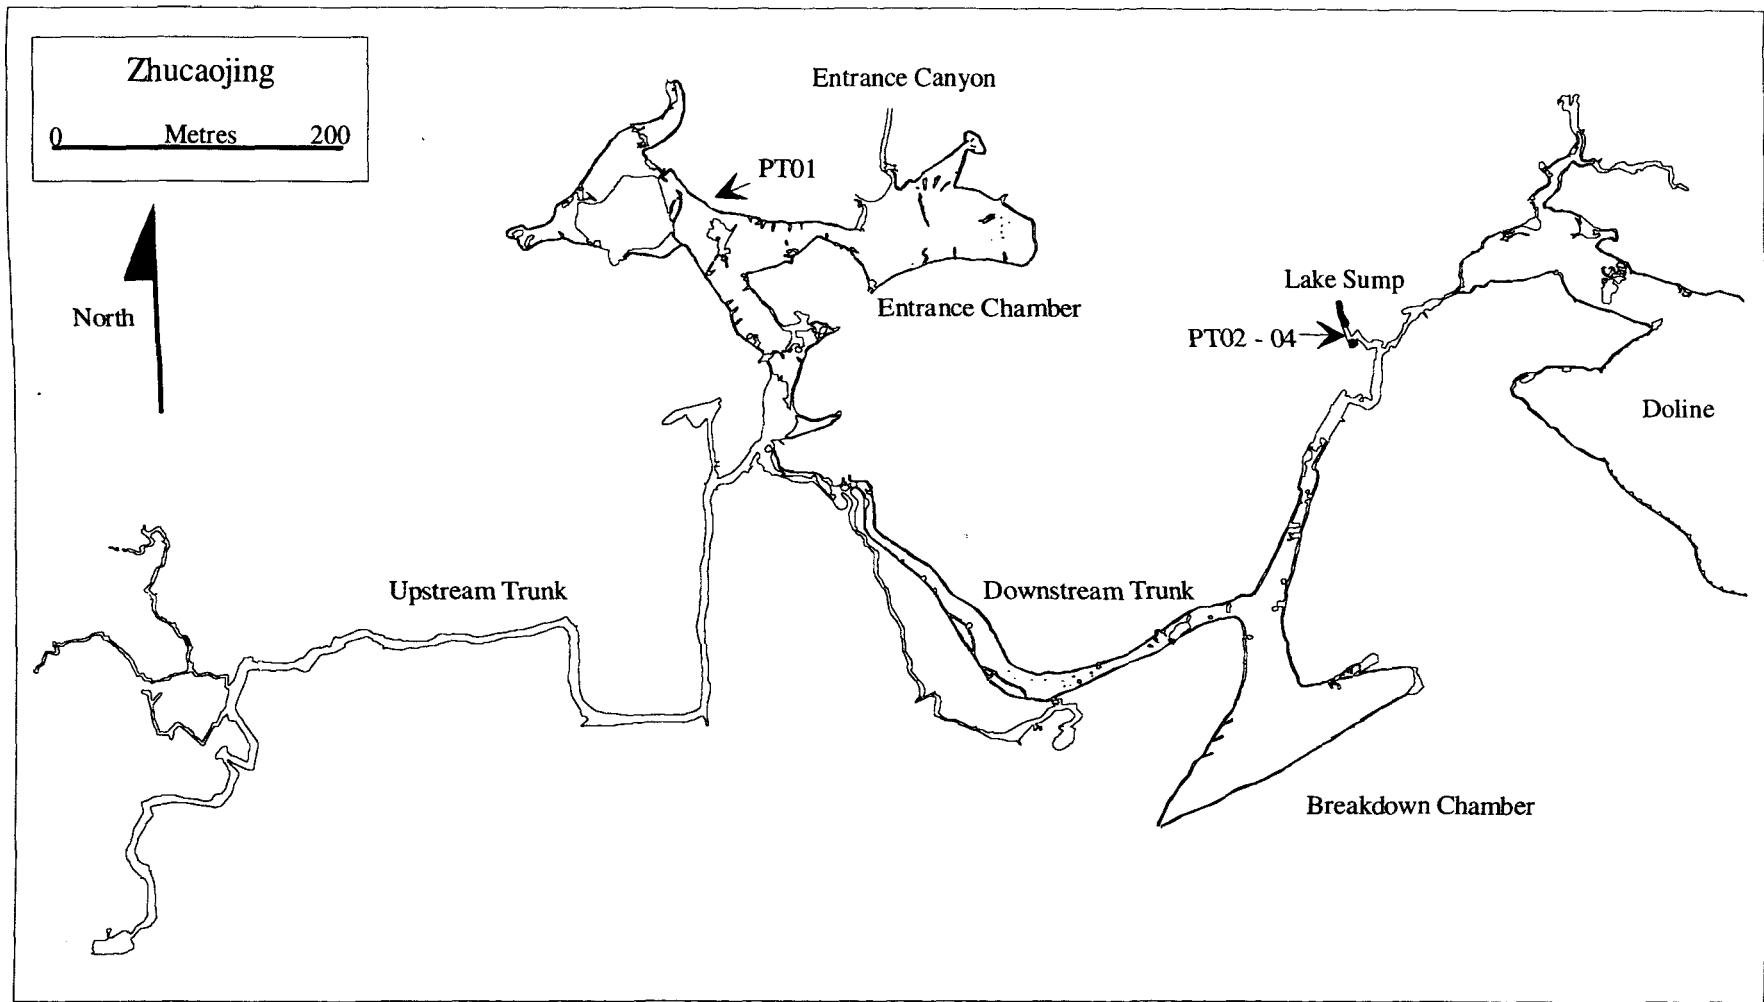 Zhucaojing
0 Metres 200
Entrance Canyon
PT01
Lake Sump
Entrance Chamber
North
PT02 - 04
Doline
Upstream Trunk
Downstream Trunk
Breakdown Chamber